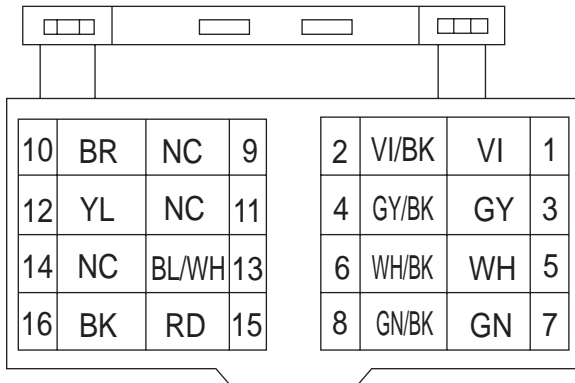 10 BR NC 9 2 VI/BK VI 1
12 YL NC 11 4 GY/BK GY 3
14 NC BL/WH 13 6 WH/BK WH 5
16 BK RD 15 8 GN/BK GN 7